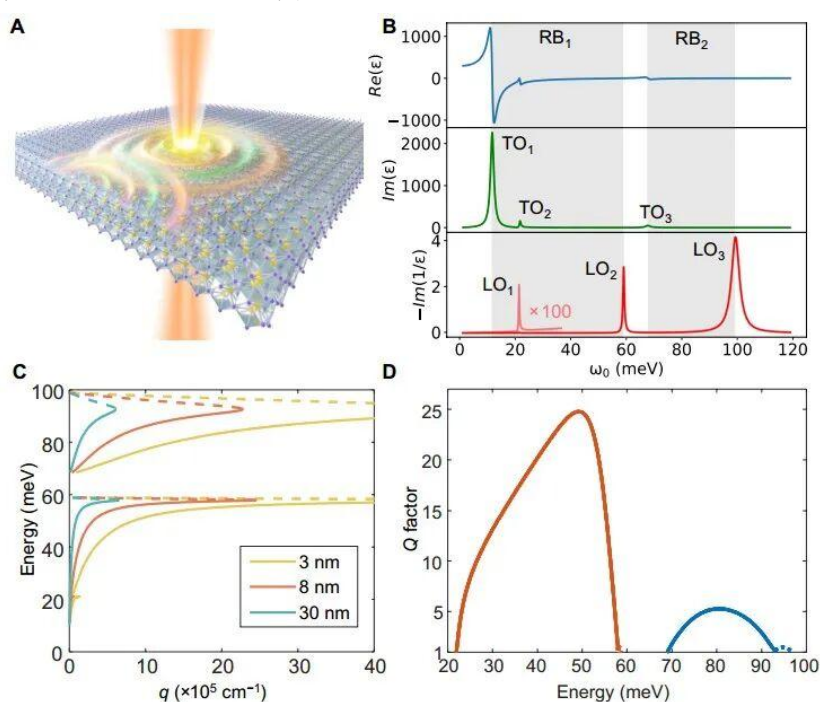 A
B
1000
0
−1000
Re(ε)
RB₁
RB₂
2000
0
Im(ε)
TO₁
TO₂
TO₃
4
2
0
−Im(1/ε)
LO₁
× 100
LO₂
LO₃
0 20 40 60 80 100 120
ω₀ (meV)
C
100
80
60
40
20
0
Energy (meV)
3 nm
8 nm
30 nm
0 10 20 30 40
q (×10⁵ cm⁻¹)
D
25
20
15
10
5
1
Q factor
20 30 40 50 60 70 80 90 100
Energy (meV)